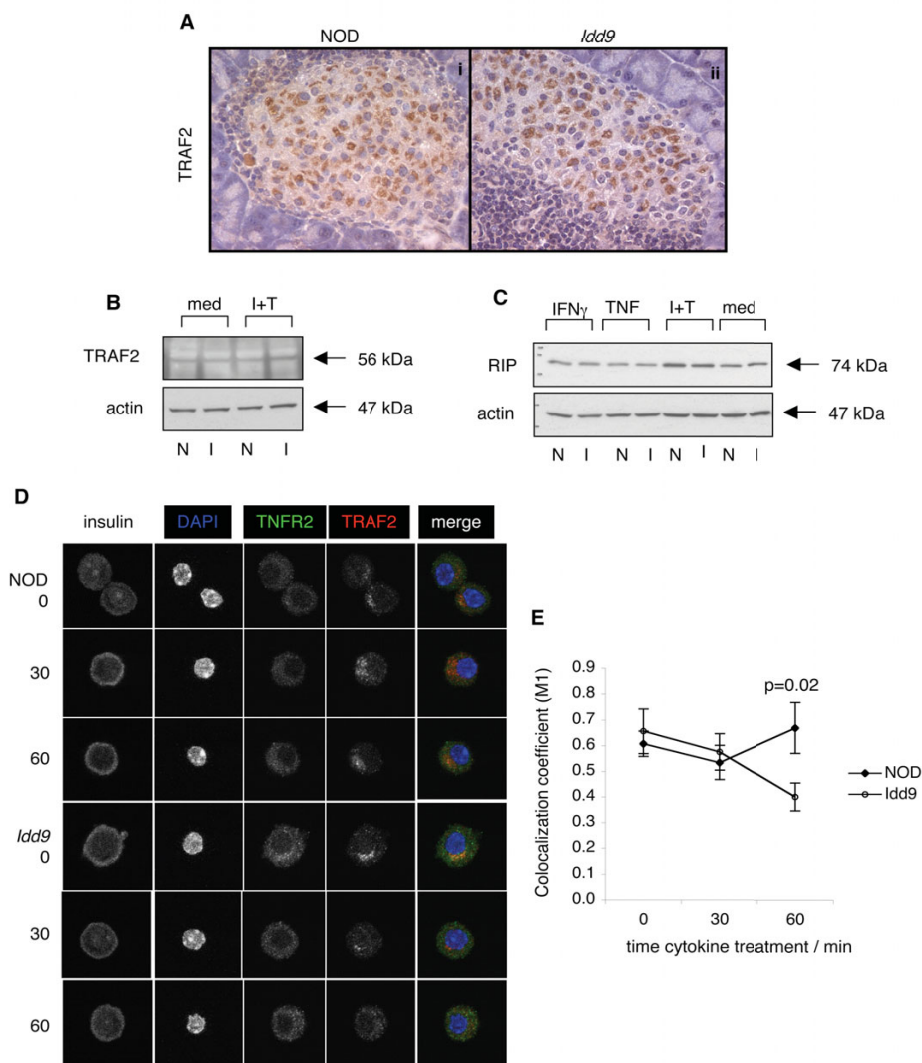 A
NOD Idd9
TRAF2
i ii
B
med I+T
TRAF2 56 kDa
actin 47 kDa
N I N I
C
IFNγ TNF I+T med
RIP 74 kDa
actin 47 kDa
N I N I N I N I
D
insulin DAPI TNFR2 TRAF2 merge
NOD
0
30
60
Idd9
0
30
60
E
Colocalization coefficient (M1)
0.9
0.8
0.7
0.6
0.5
0.4
0.3
0.2
0.1
0.0
p=0.02
NOD
Idd9
0 30 60
time cytokine treatment / min